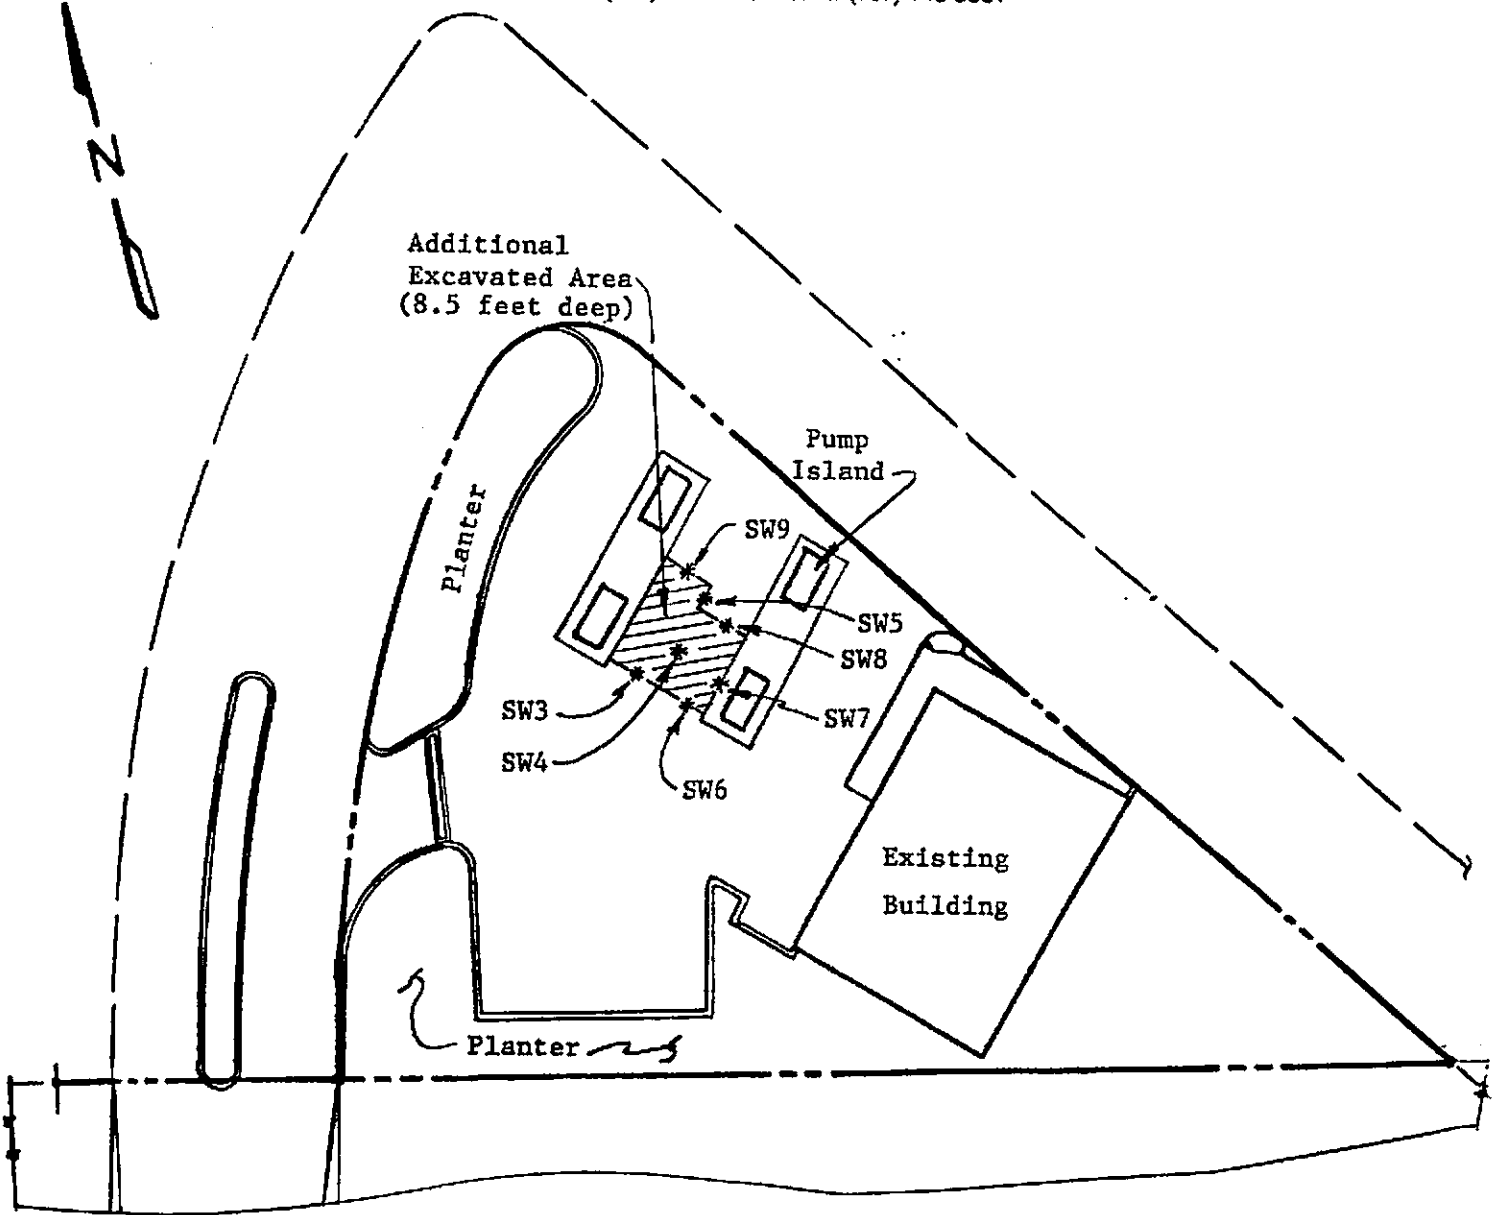 N
Additional
Excavated Area
(8.5 feet deep)
Pump
Island
Planter
SW9
SW5
SW8
SW3
SW7
SW4
SW6
Existing
Building
Planter